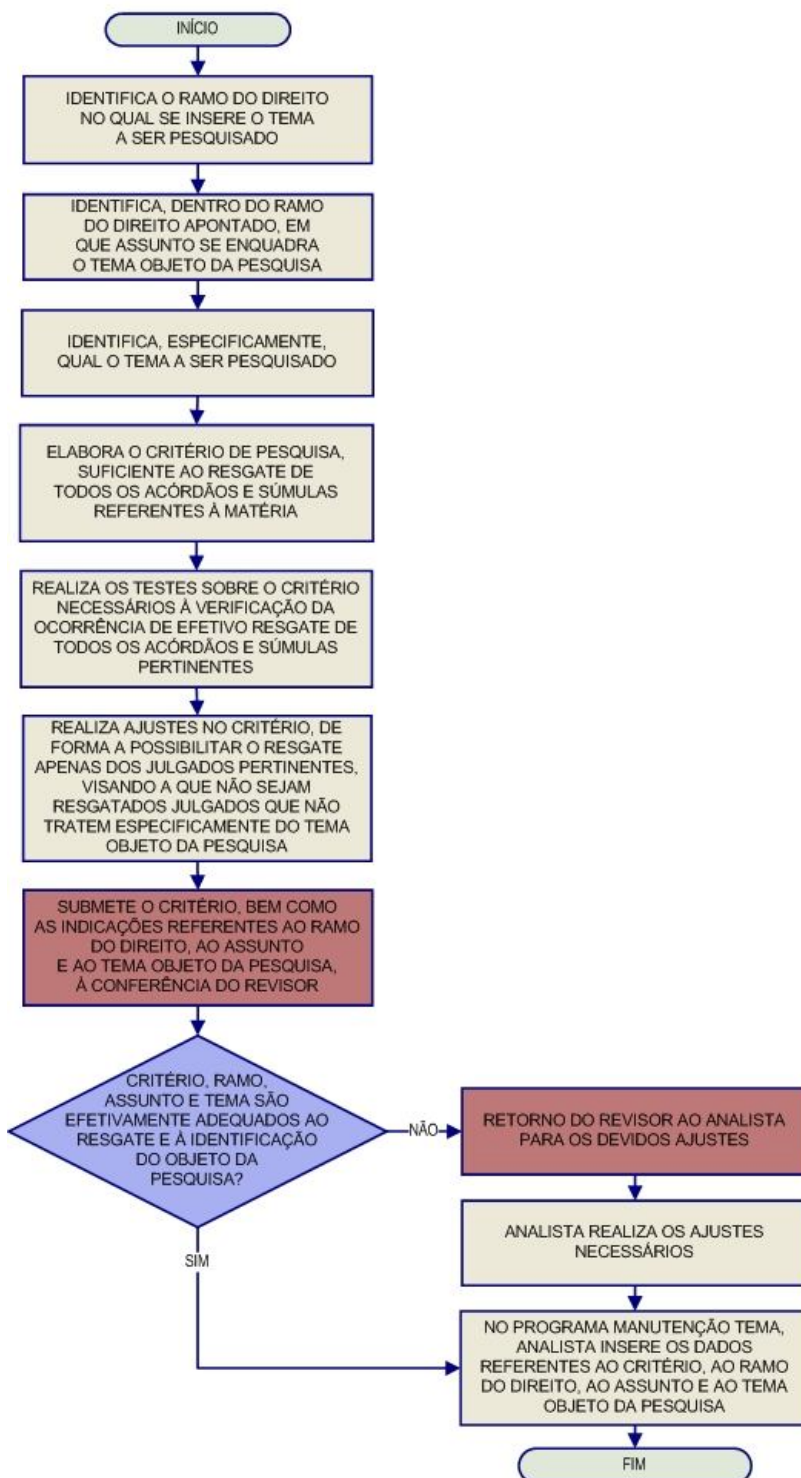 INÍCIO
IDENTIFICA O RAMO DO DIREITO
NO QUAL SE INSERE O TEMA
A SER PESQUISADO
IDENTIFICA, DENTRO DO RAMO
DO DIREITO APONTADO, EM
QUE ASSUNTO SE ENQUADRA
O TEMA OBJETO DA PESQUISA
IDENTIFICA, ESPECIFICAMENTE,
QUAL O TEMA A SER PESQUISADO
ELABORA O CRITÉRIO DE PESQUISA,
SUFICIENTE AO RESGATE DE
TODOS OS ACÓRDÃOS E SÚMULAS
REFERENTES À MATÉRIA
REALIZA OS TESTES SOBRE O CRITÉRIO
NECESSÁRIOS À VERIFICAÇÃO DA
OCORRÊNCIA DE EFETIVO RESGATE DE
TODOS OS ACÓRDÃOS E SÚMULAS
PERTINENTES
REALIZA AJUSTES NO CRITÉRIO, DE
FORMA A POSSIBILITAR O RESGATE
APENAS DOS JULGADOS PERTINENTES,
VISANDO A QUE NÃO SEJAM
RESGATADOS JULGADOS QUE NÃO
TRATEM ESPECIFICAMENTE DO TEMA
OBJETO DA PESQUISA
SUBMETE O CRITÉRIO, BEM COMO
AS INDICAÇÕES REFERENTES AO RAMO
DO DIREITO, AO ASSUNTO
E AO TEMA OBJETO DA PESQUISA,
À CONFERÊNCIA DO REVISOR
CRITÉRIO, RAMO,
ASSUNTO E TEMA SÃO
EFETIVAMENTE ADEQUADOS AO
RESGATE E À IDENTIFICAÇÃO
DO OBJETO DA
PESQUISA?
NÃO
RETORNO DO REVISOR AO ANALISTA
PARA OS DEVIDOS AJUSTES
ANALISTA REALIZA OS AJUSTES
NECESSÁRIOS
SIM
NO PROGRAMA MANUTENÇÃO TEMA,
ANALISTA INSERE OS DADOS
REFERENTES AO CRITÉRIO, AO RAMO
DO DIREITO, AO ASSUNTO E AO TEMA
OBJETO DA PESQUISA
FIM